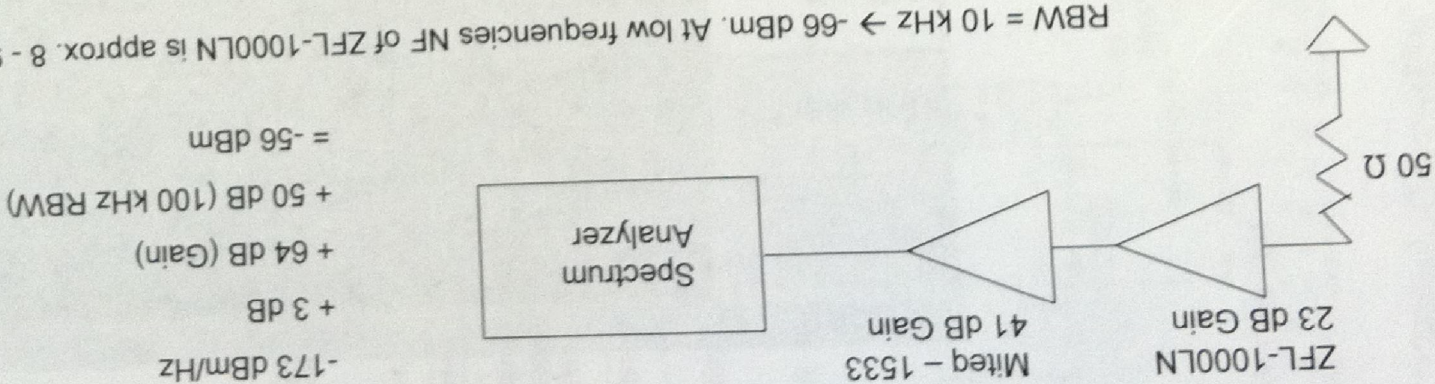 ZFL-1000LN
23 dB Gain
Miteq - 1533
41 dB Gain
50 Ω
Spectrum
Analyzer
-173 dBm/Hz
+ 3 dB
+ 64 dB (Gain)
+ 50 dB (100 kHz RBW)
= -56 dBm
RBW = 10 kHz → -66 dBm. At low frequencies NF of ZFL-1000LN is approx. 8 -